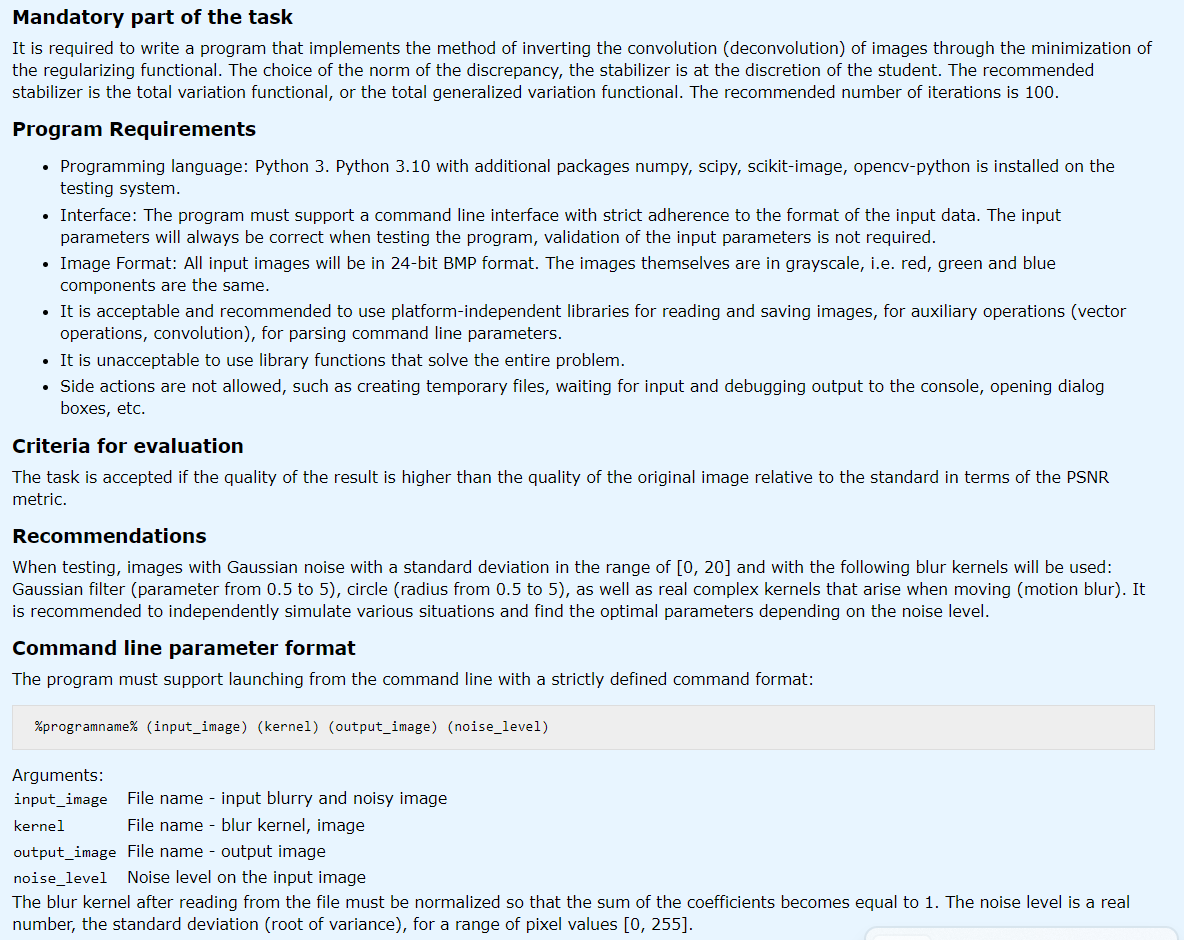 Mandatory part of the task
It is required to write a program that implements the method of inverting the convolution (deconvolution) of images through the minimization of
the regularizing functional. The choice of the norm of the discrepancy, the stabilizer is at the discretion of the student. The recommended
stabilizer is the total variation functional, or the total generalized variation functional. The recommended number of iterations is 100.
Program Requirements
• Programming language: Python 3. Python 3.10 with additional packages numpy, scipy, scikit-image, opencv-python is installed on the
testing system.
• Interface: The program must support a command line interface with strict adherence to the format of the input data. The input
parameters will always be correct when testing the program, validation of the input parameters is not required.
• Image Format: All input images will be in 24-bit BMP format. The images themselves are in grayscale, i.e. red, green and blue
components are the same.
• It is acceptable and recommended to use platform-independent libraries for reading and saving images, for auxiliary operations (vector
operations, convolution), for parsing command line parameters.
• It is unacceptable to use library functions that solve the entire problem.
• Side actions are not allowed, such as creating temporary files, waiting for input and debugging output to the console, opening dialog
boxes, etc.
Criteria for evaluation
The task is accepted if the quality of the result is higher than the quality of the original image relative to the standard in terms of the PSNR
metric.
Recommendations
When testing, images with Gaussian noise with a standard deviation in the range of [0, 20] and with the following blur kernels will be used:
Gaussian filter (parameter from 0.5 to 5), circle (radius from 0.5 to 5), as well as real complex kernels that arise when moving (motion blur). It
is recommended to independently simulate various situations and find the optimal parameters depending on the noise level.
Command line parameter format
The program must support launching from the command line with a strictly defined command format:
%programname% (input_image) (kernel) (output_image) (noise_level)
Arguments:
input_image File name - input blurry and noisy image
kernel File name - blur kernel, image
output_image File name - output image
noise_level Noise level on the input image
The blur kernel after reading from the file must be normalized so that the sum of the coefficients becomes equal to 1. The noise level is a real
number, the standard deviation (root of variance), for a range of pixel values [0, 255].